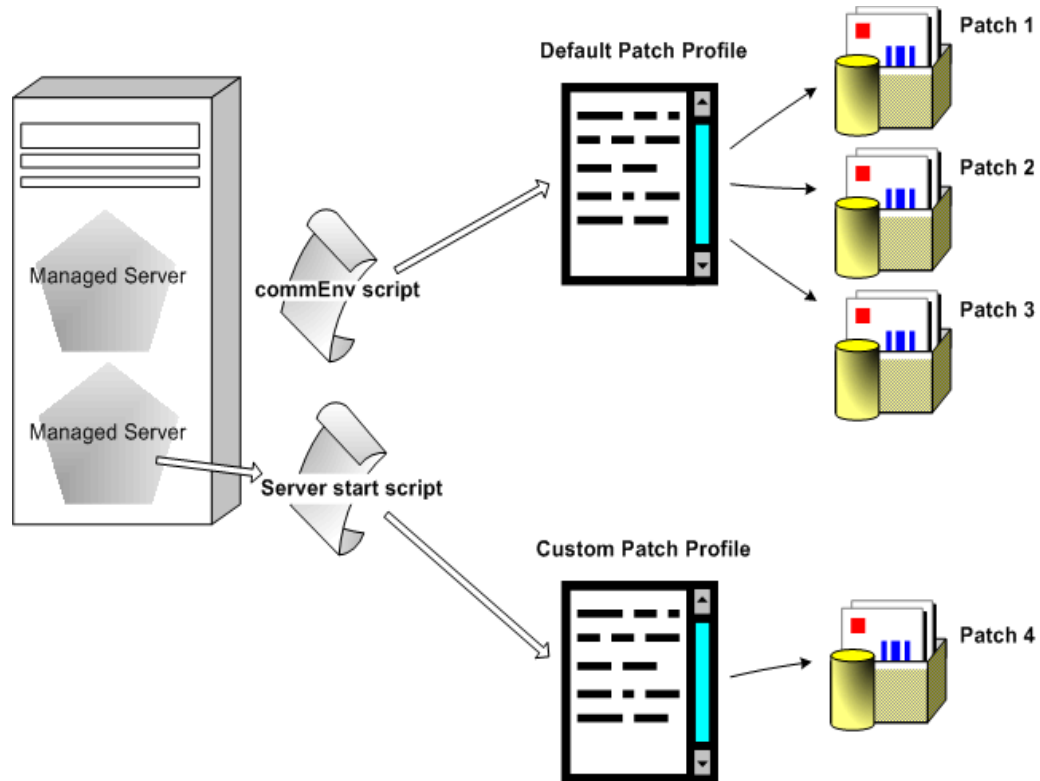 Default Patch Profile
Patch 1
Patch 2
Patch 3
Managed Server
commEnv script
Managed Server
Server start script
Custom Patch Profile
Patch 4